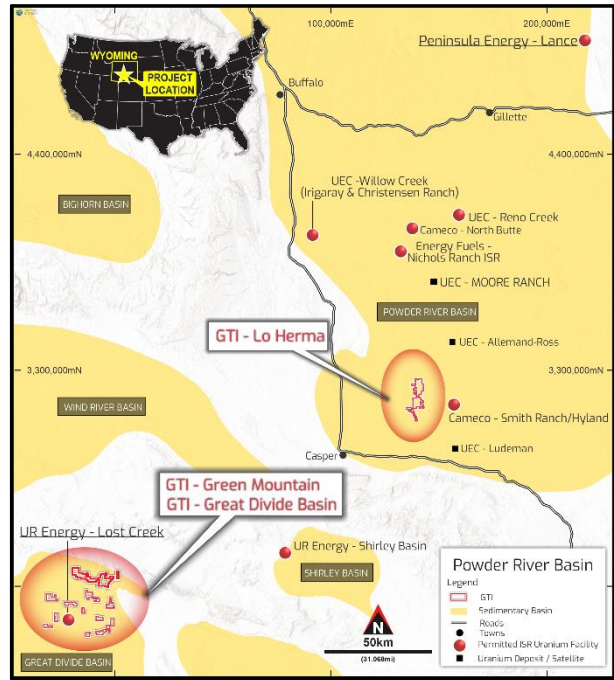 100,000mE
200,000mE
Peninsula Energy - Lance
WYOMING
PROJECT
LOCATION
Buffalo
Gillette
4,400,000mN
4,400,000mN
UEC -Willow Creek
(Irigaray & Christensen Ranch)
BIGHORN BASIN
UEC - Reno Creek
Cameco - North Butte
Energy Fuels -
Nichols Ranch ISR
UEC - MOORE RANCH
POWDER RIVER BASIN
GTI - Lo Herma
UEC - Allemand-Ross
3,300,000mN
3,300,000mN
WIND RIVER BASIN
Cameco - Smith Ranch/Hyland
UEC - Ludeman
Casper
GTI - Green Mountain
GTI - Great Divide Basin
UR Energy - Lost Creek
UR Energy - Shirley Basin
SHIRLEY BASIN
GREAT DIVIDE BASIN
N
50km
(31.068mi)
Powder River Basin
Legend
GTI
Sedimentary Basin
Roads
Towns
Permitted ISR Uranium Facility
Uranium Deposit / Satellite